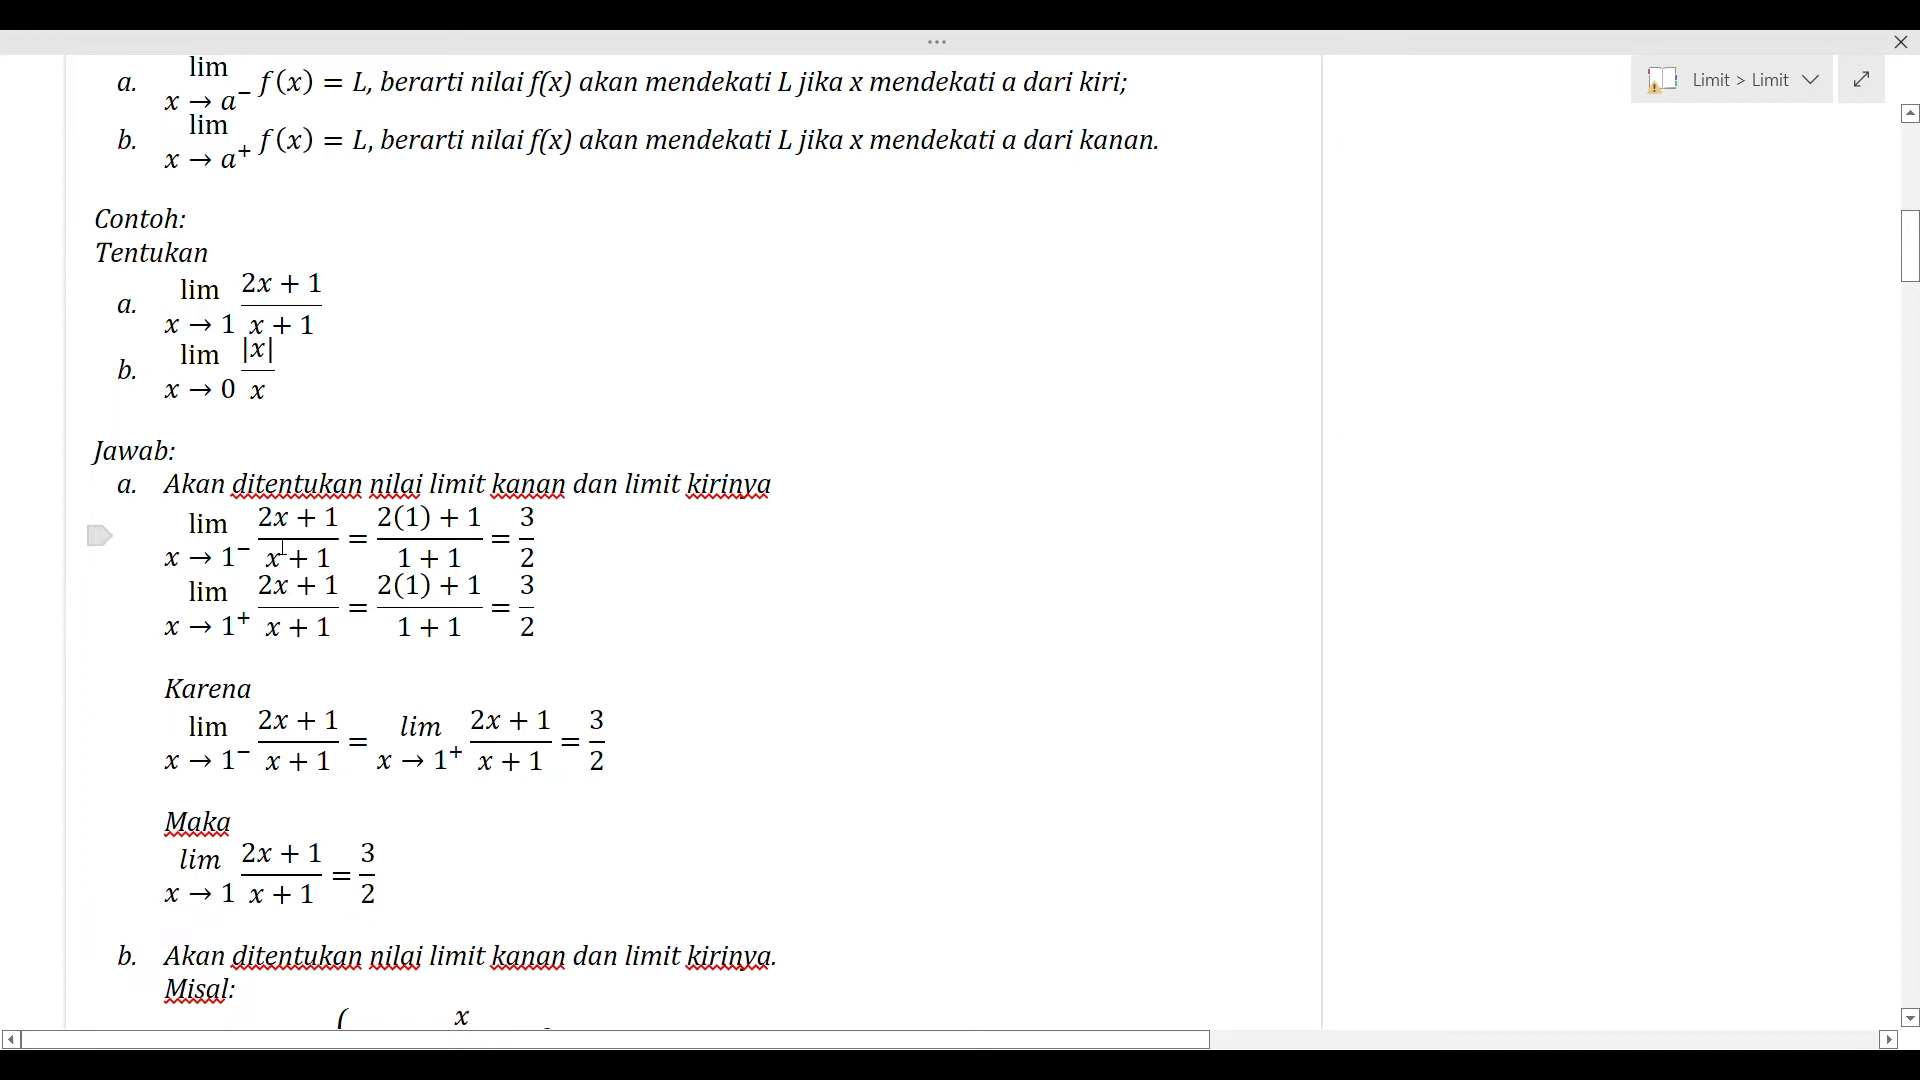 Limit > Limit
a. lim x → a⁻ f(x) = L, berarti nilai f(x) akan mendekati L jika x mendekati a dari kiri;
b. lim x → a⁺ f(x) = L, berarti nilai f(x) akan mendekati L jika x mendekati a dari kanan.
Contoh:
Tentukan
a. lim x → 1 (2x + 1)/(x + 1)
b. lim x → 0 |x|/x
Jawab:
a. Akan ditentukan nilai limit kanan dan limit kirinya
lim x → 1⁻ (2x + 1)/(x + 1) = (2(1) + 1)/(1 + 1) = 3/2
lim x → 1⁺ (2x + 1)/(x + 1) = (2(1) + 1)/(1 + 1) = 3/2
Karena
lim x → 1⁻ (2x + 1)/(x + 1) = lim x → 1⁺ (2x + 1)/(x + 1) = 3/2
Maka
lim x → 1 (2x + 1)/(x + 1) = 3/2
b. Akan ditentukan nilai limit kanan dan limit kirinya.
Misal:
x